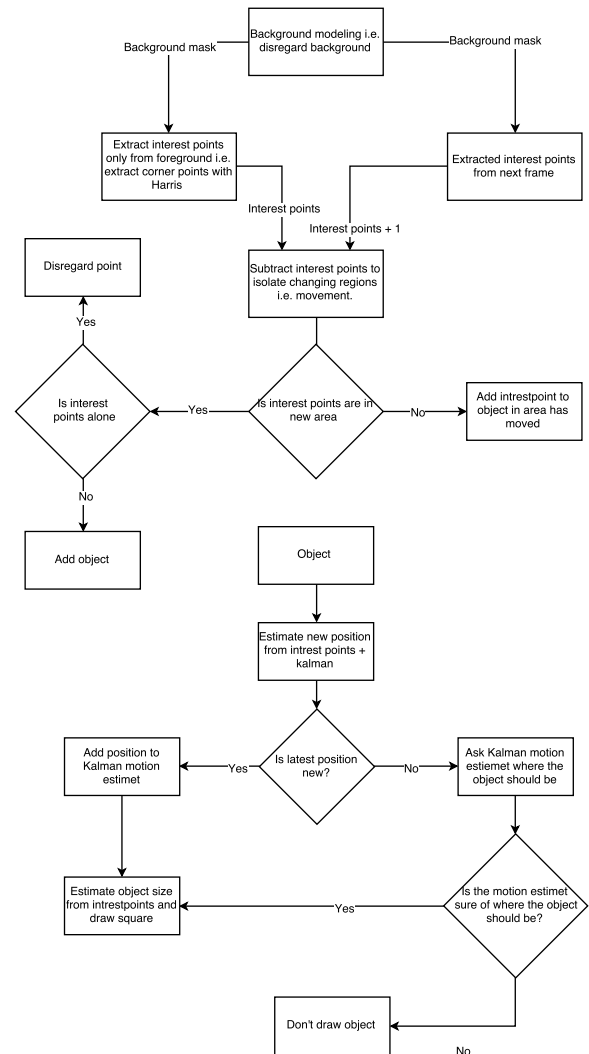 Background modeling i.e.
disregard background
Background mask
Background mask
Extract interest points
only from foreground i.e.
extract corner points with
Harris
Extracted interest points
from next frame
Interest points
Interest points + 1
Subtract interest points to
isolate changing regions
i.e. movement.
Disregard point
Yes
Is interest
points alone
Yes
Is interest points are in
new area
No
Add intrestpoint to
object in area has
moved
No
Add object
Object
Estimate new position
from intrest points +
kalman
Is latest position
new?
Yes
Add position to
Kalman motion
estimet
No
Ask Kalman motion
estiemet where the
object should be
Is the motion estimet
sure of where the object
should be?
Yes
Estimate object size
from intrestpoints and
draw square
Don't draw object
No